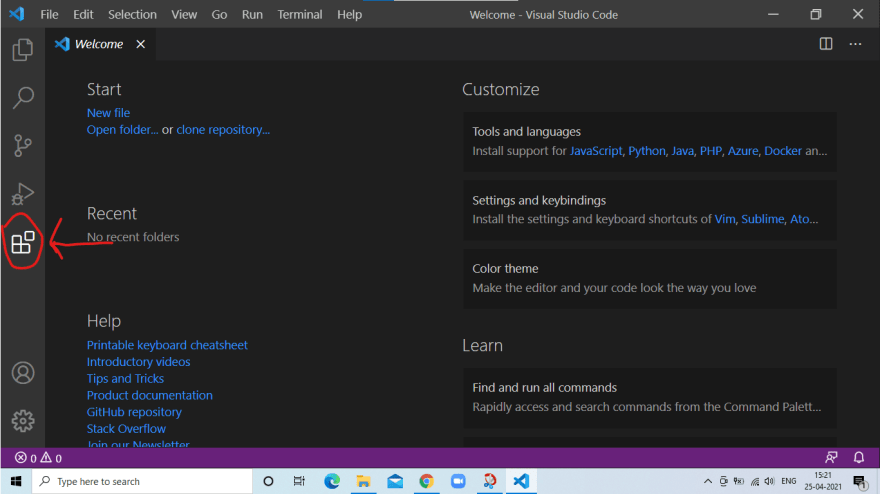 File Edit Selection View Go Run Terminal Help Welcome - Visual Studio Code
Welcome
Start
New file
Open folder... or clone repository...
Recent
No recent folders
Help
Printable keyboard cheatsheet
Introductory videos
Tips and Tricks
Product documentation
GitHub repository
Stack Overflow
Join our Newsletter
Customize
Tools and languages
Install support for JavaScript, Python, Java, PHP, Azure, Docker an...
Settings and keybindings
Install the settings and keyboard shortcuts of Vim, Sublime, Ato...
Color theme
Make the editor and your code look the way you love
Learn
Find and run all commands
Rapidly access and search commands from the Command Palett...
0 0
Type here to search
ENG
15:21
25-04-2021
1